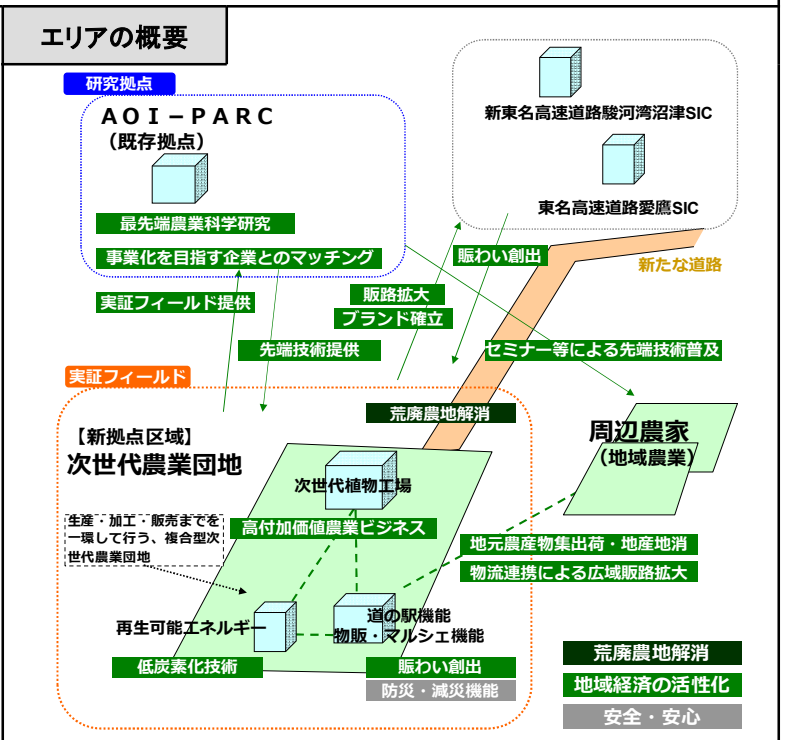 エリアの概要
研究拠点
ＡＯＩ－ＰＡＲＣ
（既存拠点）
最先端農業科学研究
事業化を目指す企業とのマッチング
新東名高速道路駿河湾沼津SIC
東名高速道路愛鷹SIC
新たな道路
賑わい創出
実証フィールド提供
販路拡大
ブランド確立
先端技術提供
セミナー等による先端技術普及
実証フィールド
荒廃農地解消
【新拠点区域】
次世代農業団地
周辺農家
（地域農業）
次世代植物工場
生産・加工・販売までを
一環して行う、複合型次
世代農業団地
高付加価値農業ビジネス
地元農産物集出荷・地産地消
物流連携による広域販路拡大
再生可能エネルギー
道の駅機能
物販・マルシェ機能
低炭素化技術
賑わい創出
防災・減災機能
荒廃農地解消
地域経済の活性化
安全・安心